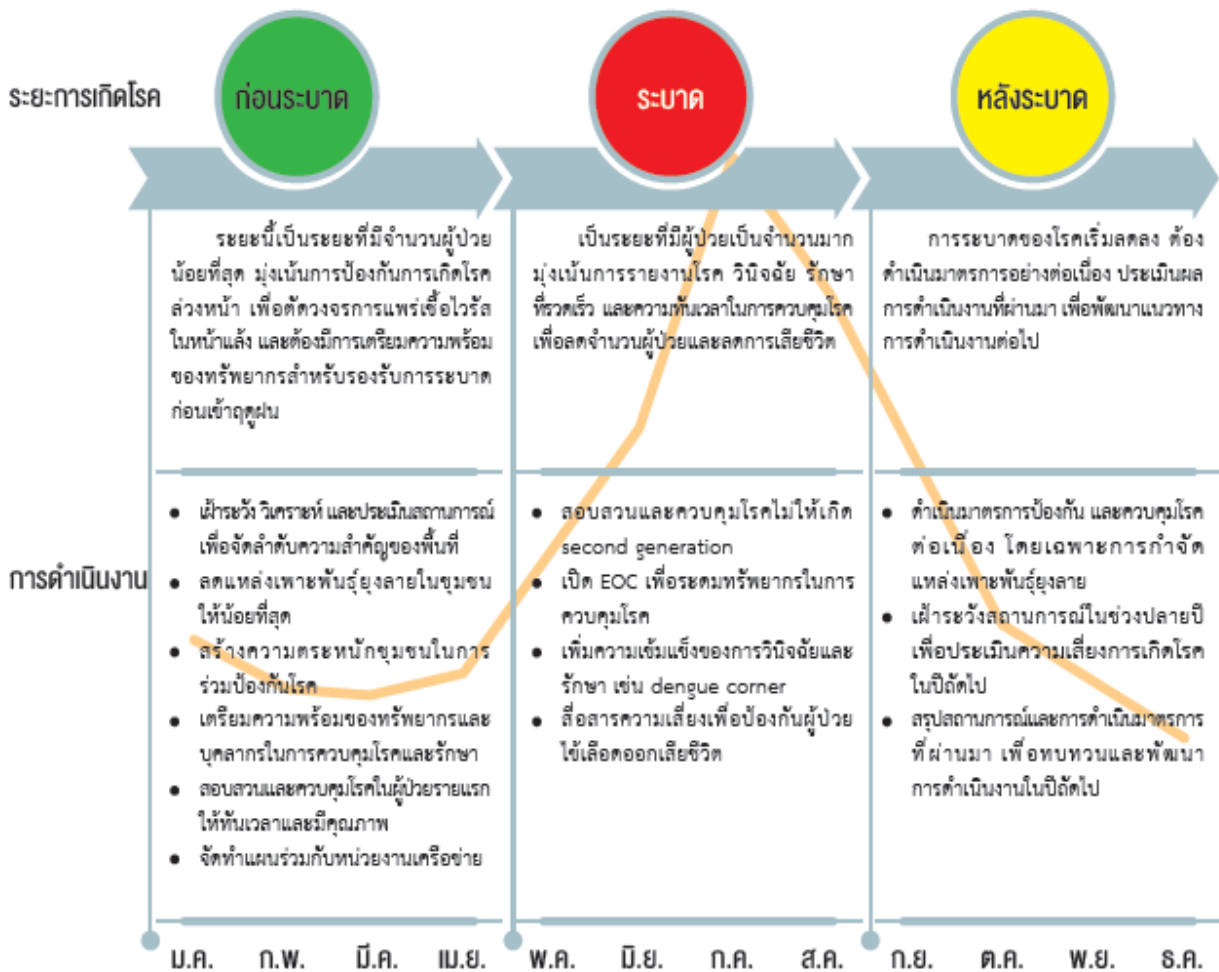 ระยะการเกิดโรค
ก่อนระบาด
ระบาด
หลังระบาด
ระยะนี้เป็นระยะที่มีจำนวนผู้ป่วย
น้อยที่สุด มุ่งเน้นการป้องกันการเกิดโรค
ล่วงหน้า เพื่อตัดวงจรการแพร่เชื้อไวรัส
ในหน้าแล้ง และต้องมีการเตรียมความพร้อม
ของทรัพยากรสำหรับรองรับการระบาด
ก่อนเข้าฤดูฝน
เป็นระยะที่มีผู้ป่วยเป็นจำนวนมาก
มุ่งเน้นการรายงานโรค วินิจฉัย รักษา
ที่รวดเร็ว และความทันเวลาในการควบคุมโรค
เพื่อลดจำนวนผู้ป่วยและลดการเสียชีวิต
การระบาดของโรคเริ่มลดลง ต้อง
ดำเนินมาตรการอย่างต่อเนื่อง ประเมินผล
การดำเนินงานที่ผ่านมา เพื่อพัฒนาแนวทาง
การดำเนินงานต่อไป
การดำเนินงาน
● เฝ้าระวัง วิเคราะห์ และประเมินสถานการณ์
เพื่อจัดลำดับความสำคัญของพื้นที่
● ลดแหล่งเพาะพันธุ์ยุงลายในชุมชน
ให้น้อยที่สุด
● สร้างความตระหนักชุมชนในการ
ร่วมป้องกันโรค
● เตรียมความพร้อมของทรัพยากรและ
บุคลากรในการควบคุมโรคและรักษา
● สอบสวนและควบคุมโรคในผู้ป่วยรายแรก
ให้ทันเวลาและมีคุณภาพ
● จัดทำแผนร่วมกับหน่วยงานเครือข่าย
● สอบสวนและควบคุมโรคไม่ให้เกิด
second generation
● เปิด EOC เพื่อระดมทรัพยากรในการ
ควบคุมโรค
● เพิ่มความเข้มแข็งของการวินิจฉัยและ
รักษา เช่น dengue corner
● สื่อสารความเสี่ยงเพื่อป้องกันผู้ป่วย
ไข้เลือดออกเสียชีวิต
● ดำเนินมาตรการป้องกัน และควบคุมโรค
ต่อเนื่อง โดยเฉพาะการกำจัด
แหล่งเพาะพันธุ์ยุงลาย
● เฝ้าระวังสถานการณ์ในช่วงปลายปี
เพื่อประเมินความเสี่ยงการเกิดโรค
ในปีถัดไป
● สรุปสถานการณ์และการดำเนินมาตรการ
ที่ผ่านมา เพื่อทบทวนและพัฒนา
การดำเนินงานในปีถัดไป
ม.ค. ก.พ. มี.ค. เม.ย. พ.ค. มิ.ย. ก.ค. ส.ค. ก.ย. ต.ค. พ.ย. ธ.ค.